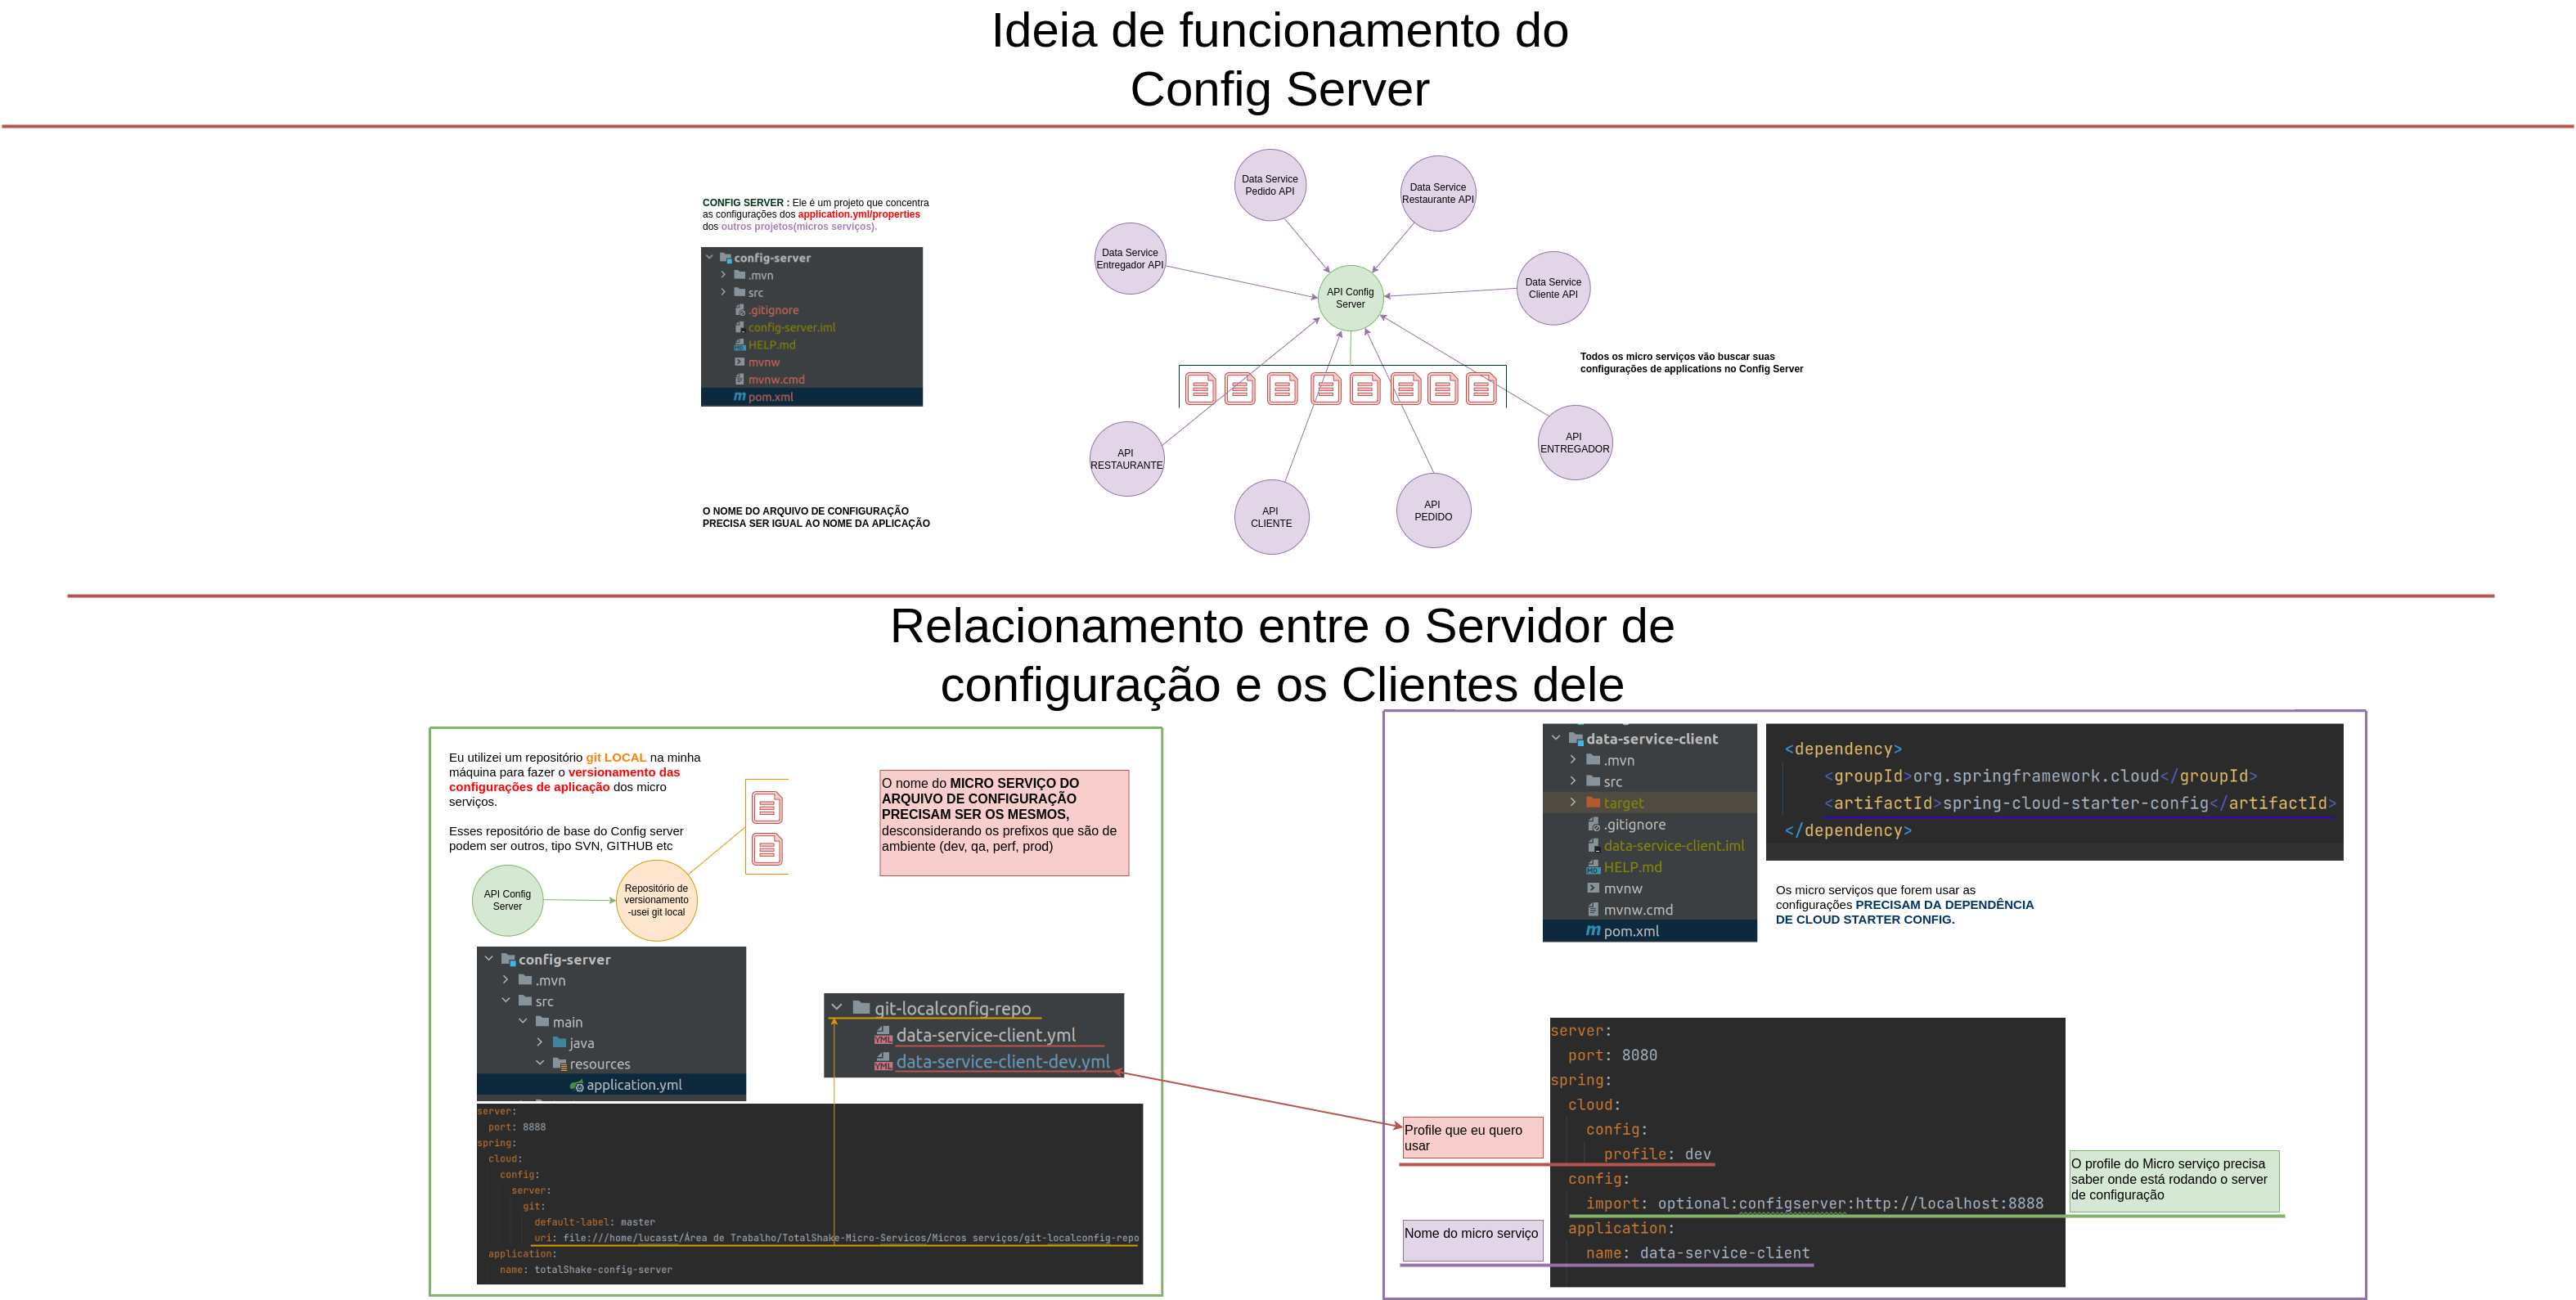 Ideia de funcionamento do
Config Server
CONFIG SERVER : Ele é um projeto que concentra
as configurações dos application.yml/properties
dos outros projetos(micros serviços).
config-server
.mvn
src
.gitignore
config-server.iml
HELP.md
mvnw
mvnw.cmd
pom.xml
O NOME DO ARQUIVO DE CONFIGURAÇÃO
PRECISA SER IGUAL AO NOME DA APLICAÇÃO
Data Service
Pedido API
Data Service
Restaurante API
Data Service
Entregador API
Data Service
Cliente API
API Config
Server
API
RESTAURANTE
API
CLIENTE
API
PEDIDO
API
ENTREGADOR
Todos os micro serviços vão buscar suas
configurações de applications no Config Server
Relacionamento entre o Servidor de
configuração e os Clientes dele
Eu utilizei um repositório git LOCAL na minha
máquina para fazer o versionamento das
configurações de aplicação dos micro
serviços.
Esses repositório de base do Config server
podem ser outros, tipo SVN, GITHUB etc
API Config
Server
Repositório de
versionamento
-usei git local
O nome do MICRO SERVIÇO DO
ARQUIVO DE CONFIGURAÇÃO
PRECISAM SER OS MESMOS,
desconsiderando os prefixos que são de
ambiente (dev, qa, perf, prod)
config-server
.mvn
src
main
java
resources
application.yml
git-localconfig-repo
data-service-client.yml
data-service-client-dev.yml
server:
port: 8888
spring:
cloud:
config:
server:
git:
default-label: master
uri: file:///home/lucasst/Área de Trabalho/TotalShake-Micro-Servicos/Micros serviços/git-localconfig-repo
application:
name: totalShake-config-server
data-service-client
.mvn
src
target
.gitignore
data-service-client.iml
HELP.md
mvnw
mvnw.cmd
pom.xml
<dependency>
<groupId>org.springframework.cloud</groupId>
<artifactId>spring-cloud-starter-config</artifactId>
</dependency>
Os micro serviços que forem usar as
configurações PRECISAM DA DEPENDÊNCIA
DE CLOUD STARTER CONFIG.
Profile que eu quero
usar
Nome do micro serviço
server:
port: 8080
spring:
cloud:
config:
profile: dev
config:
import: optional:configserver:http://localhost:8888
application:
name: data-service-client
O profile do Micro serviço precisa
saber onde está rodando o server
de configuração